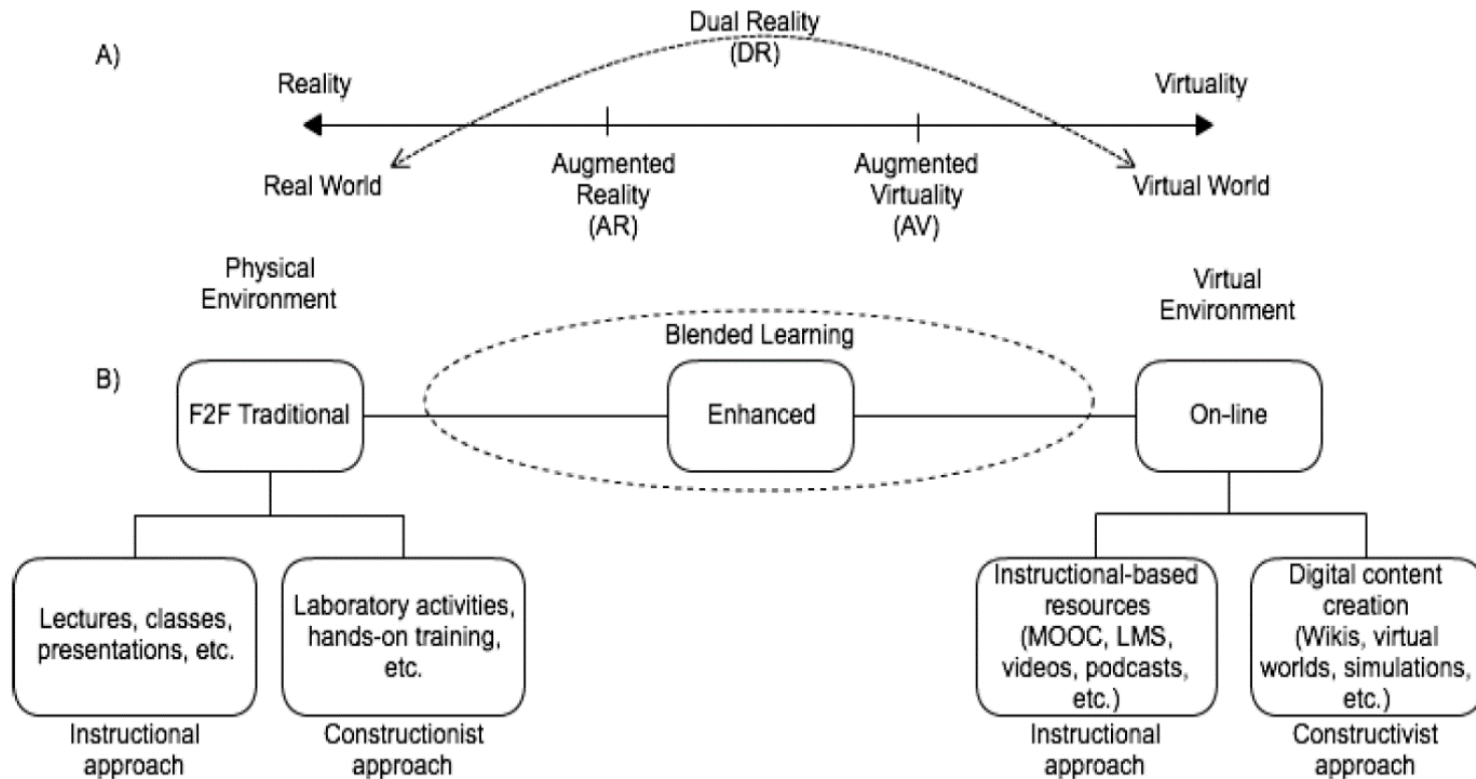 Dual Reality
(DR)
A)
Reality
Virtuality
Real World
Augmented
Reality
(AR)
Augmented
Virtuality
(AV)
Virtual World
Physical
Environment
Virtual
Environment
Blended Learning
B)
F2F Traditional
Enhanced
On-line
Lectures, classes,
presentations, etc.
Instructional
approach
Laboratory activities,
hands-on training,
etc.
Constructionist
approach
Instructional-based
resources
(MOOC, LMS,
videos, podcasts,
etc.)
Instructional
approach
Digital content
creation
(Wikis, virtual
worlds, simulations,
etc.)
Constructivist
approach